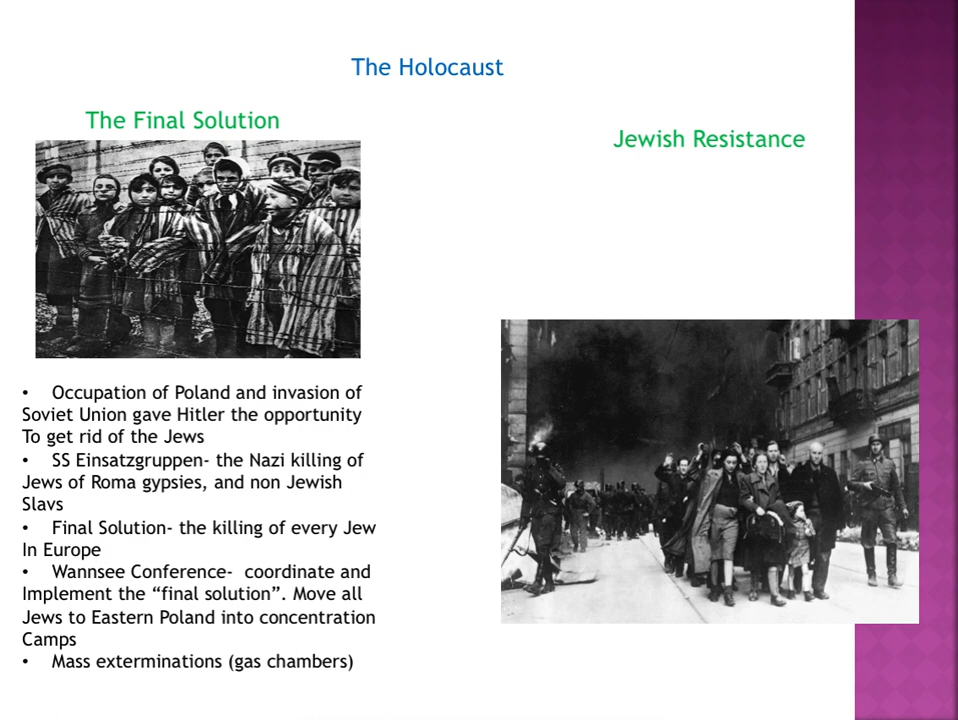 The Holocaust
The Final Solution
Jewish Resistance
• Occupation of Poland and invasion of
Soviet Union gave Hitler the opportunity
To get rid of the Jews
• SS Einsatzgruppen- the Nazi killing of
Jews of Roma gypsies, and non Jewish
Slavs
• Final Solution- the killing of every Jew
In Europe
• Wannsee Conference- coordinate and
Implement the “final solution”. Move all
Jews to Eastern Poland into concentration
Camps
• Mass exterminations (gas chambers)